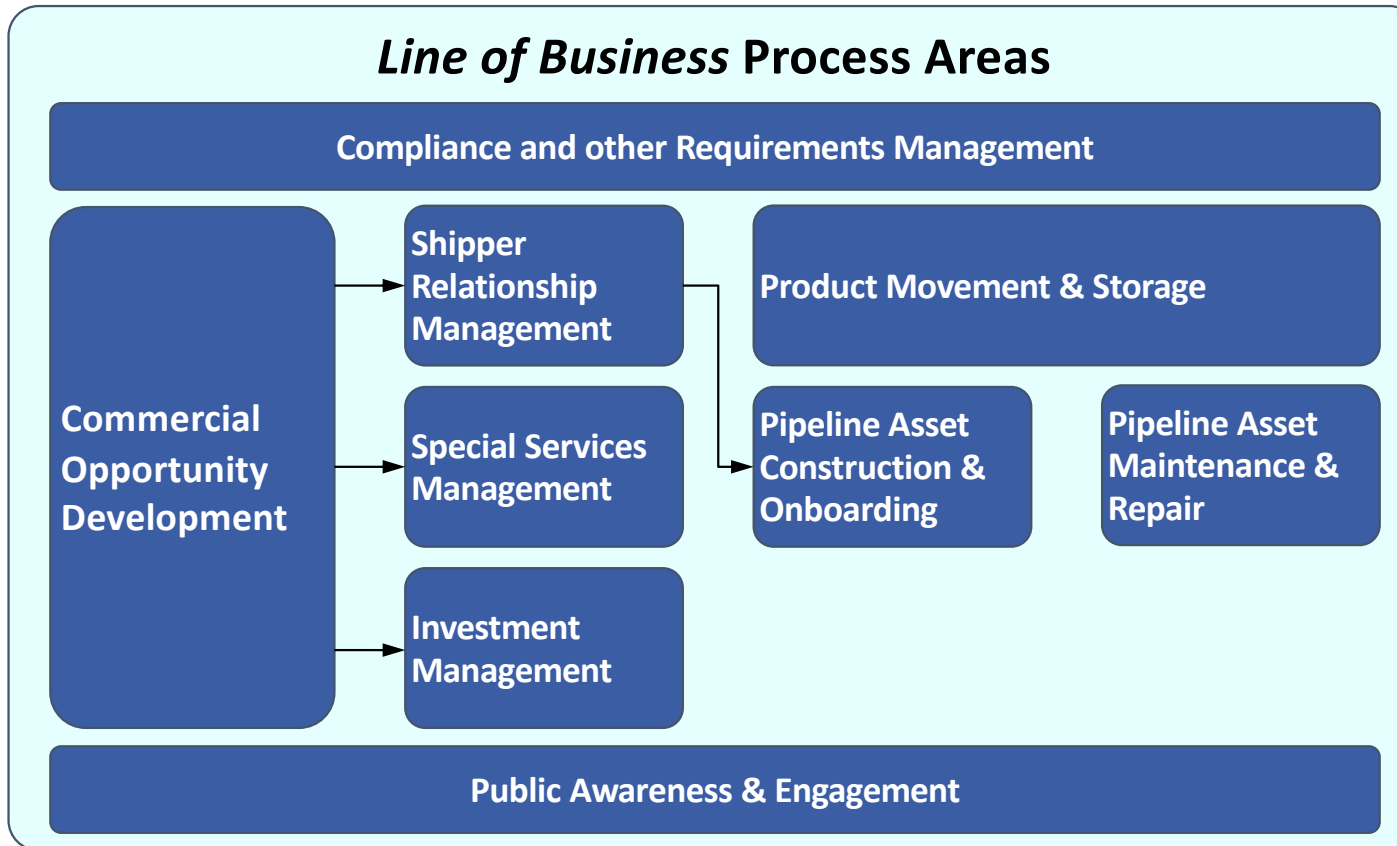 Line of Business Process Areas
Compliance and other Requirements Management
Commercial
Opportunity
Development
Shipper
Relationship
Management
Product Movement & Storage
Special Services
Management
Pipeline Asset
Construction &
Onboarding
Pipeline Asset
Maintenance &
Repair
Investment
Management
Public Awareness & Engagement